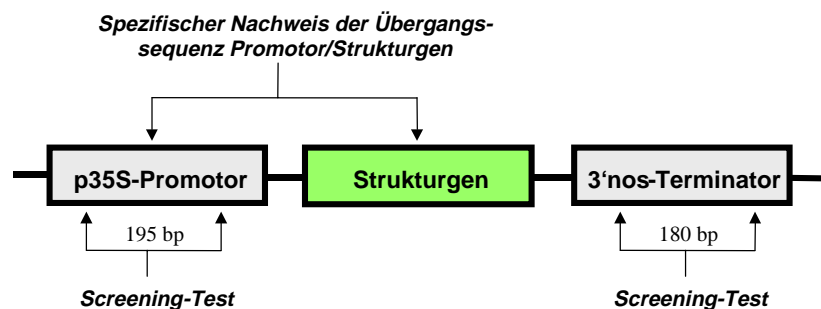 Spezifischer Nachweis der Übergangs-
sequenz Promotor/Strukturgen
p35S-Promotor
Strukturgen
3‘nos-Terminator
195 bp
180 bp
Screening-Test
Screening-Test